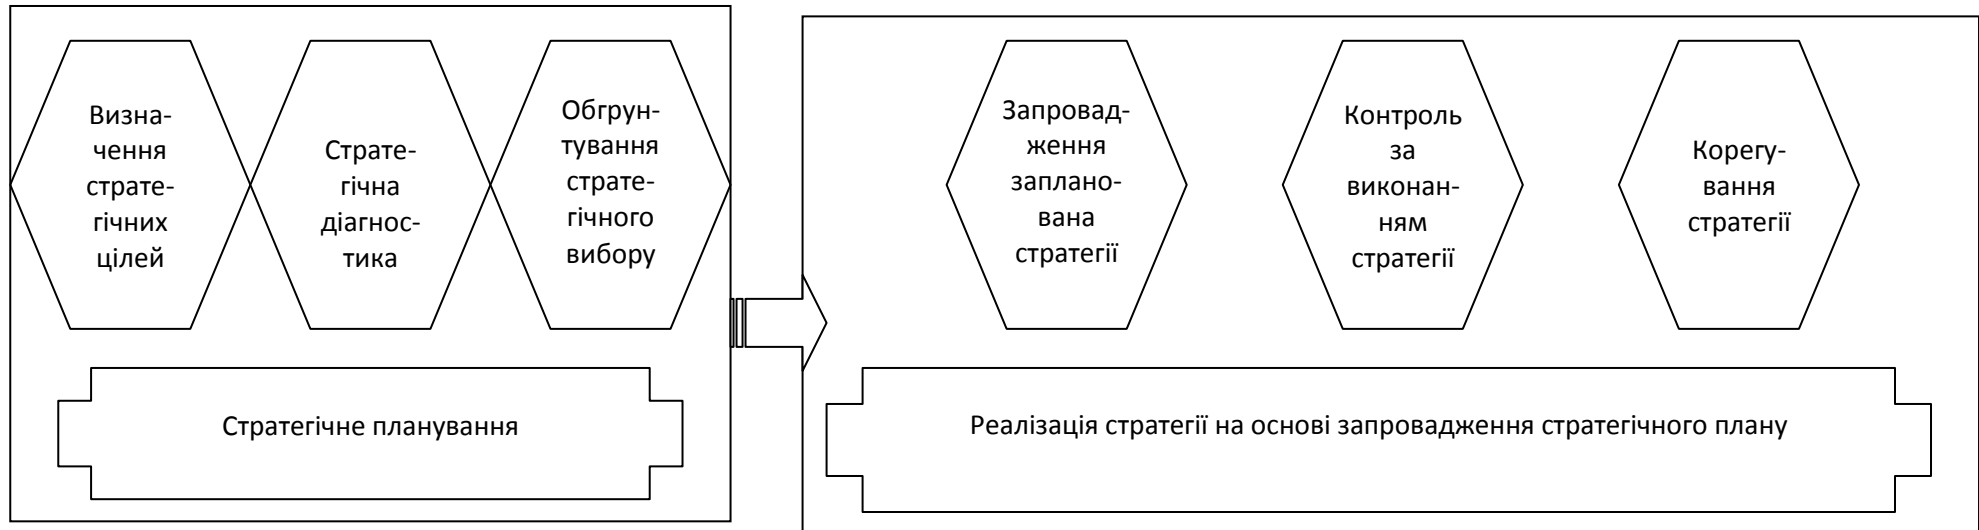 Визна-
чення
страте-
гічних
цілей
Страте-
гічна
діагнос-
тика
Обгрун-
тування
страте-
гічного
вибору
Запровад-
ження
заплано-
вана
стратегії
Контроль
за
виконан-
ням
стратегії
Корегу-
вання
стратегії
Стратегічне планування
Реалізація стратегії на основі запровадження стратегічного плану